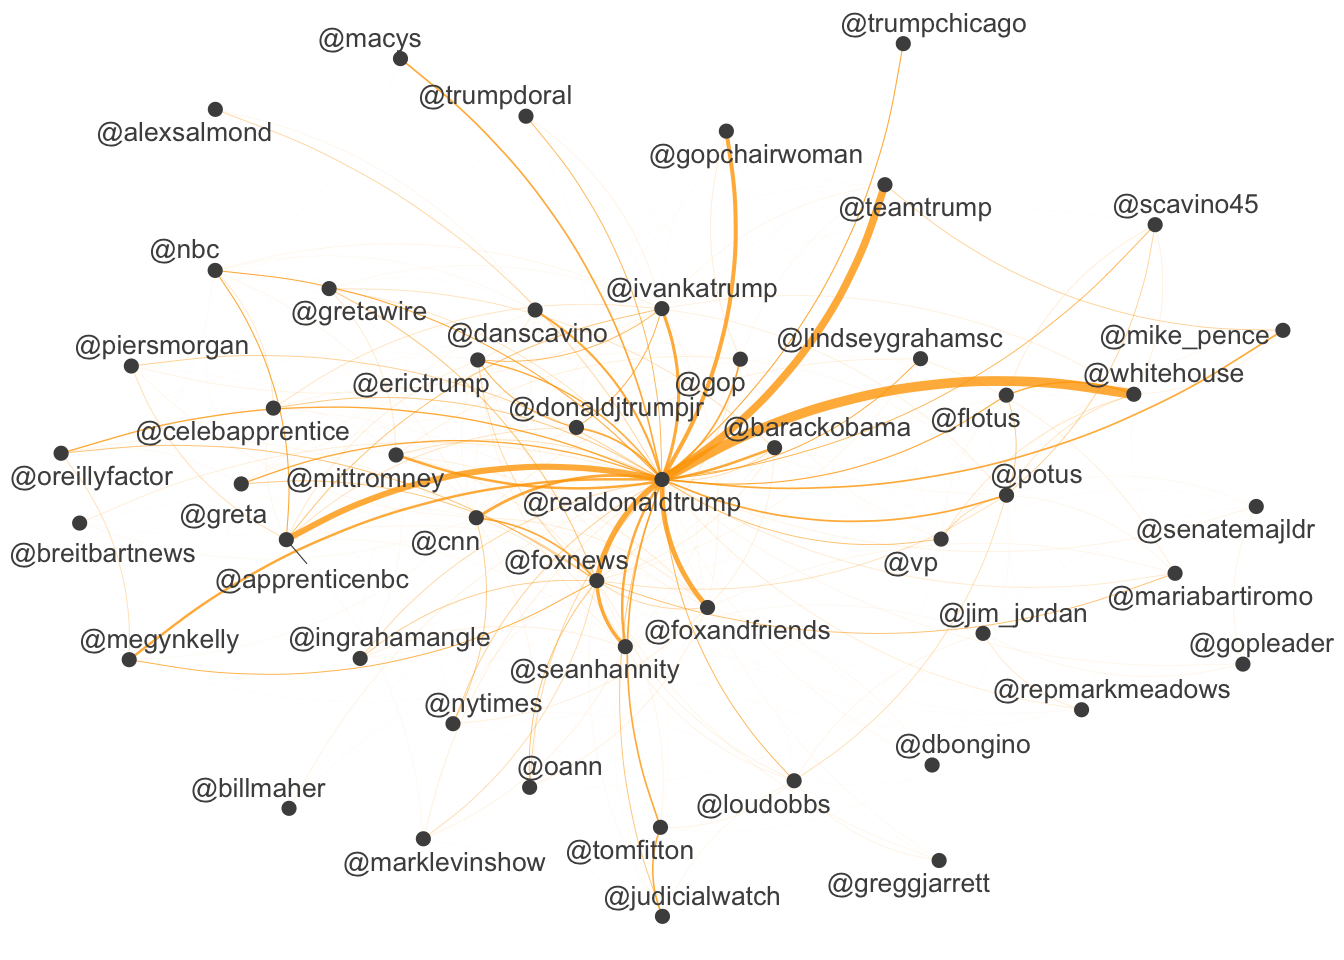 @trumpchicago
@macys
@trumpdoral
@alexsalmond
@gopchairwoman
@teamtrump
@scavino45
@nbc
@ivankatrump
@gretawire
@danscavino
@lindseygrahamsc
@mike_pence
@piersmorgan
@whitehouse
@erictrump
@gop
@donaldjtrumpjr
@flotus
@barackobama
@celebapprentice
@oreillyfactor
@mittromney
@potus
@realdonaldtrump
@greta
@senatemajldr
@cnn
@breitbartnews
@foxnews
@vp
@apprenticenbc
@mariabartiromo
@jim_jordan
@megynkelly
@ingrahamangle
@foxandfriends
@gopleader
@seanhannity
@repmarkmeadows
@nytimes
@dbongino
@oann
@billmaher
@loudobbs
@tomfitton
@marklevinshow
@greggjarrett
@judicialwatch